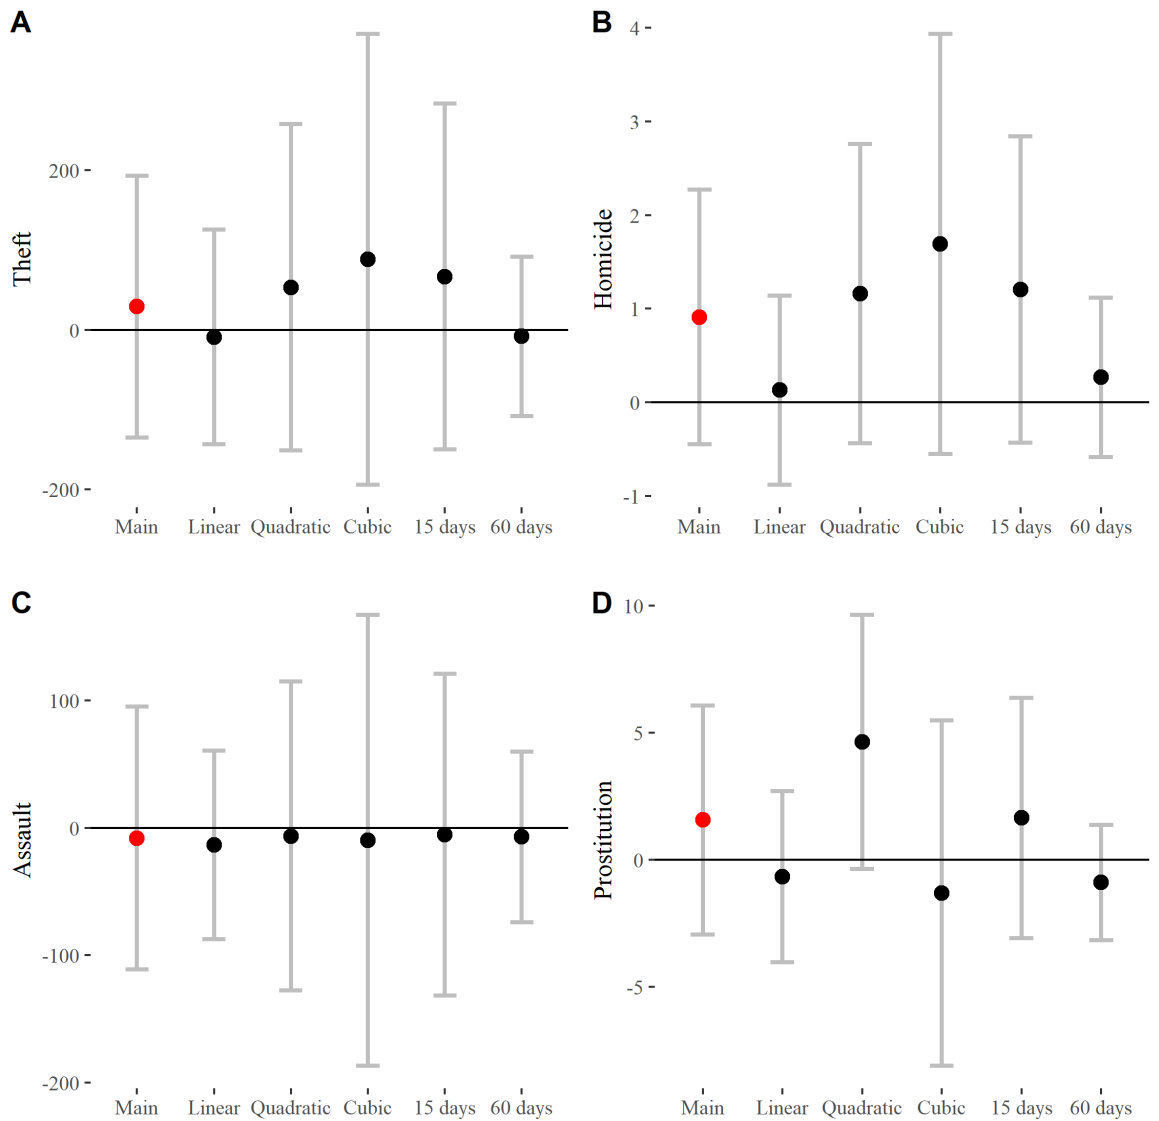 A
Theft
200
0
-200
Main Linear Quadratic Cubic 15 days 60 days
B
Homicide
4
3
2
1
0
-1
Main Linear Quadratic Cubic 15 days 60 days
C
Assault
100
0
-100
-200
Main Linear Quadratic Cubic 15 days 60 days
D
Prostitution
10
5
0
-5
Main Linear Quadratic Cubic 15 days 60 days